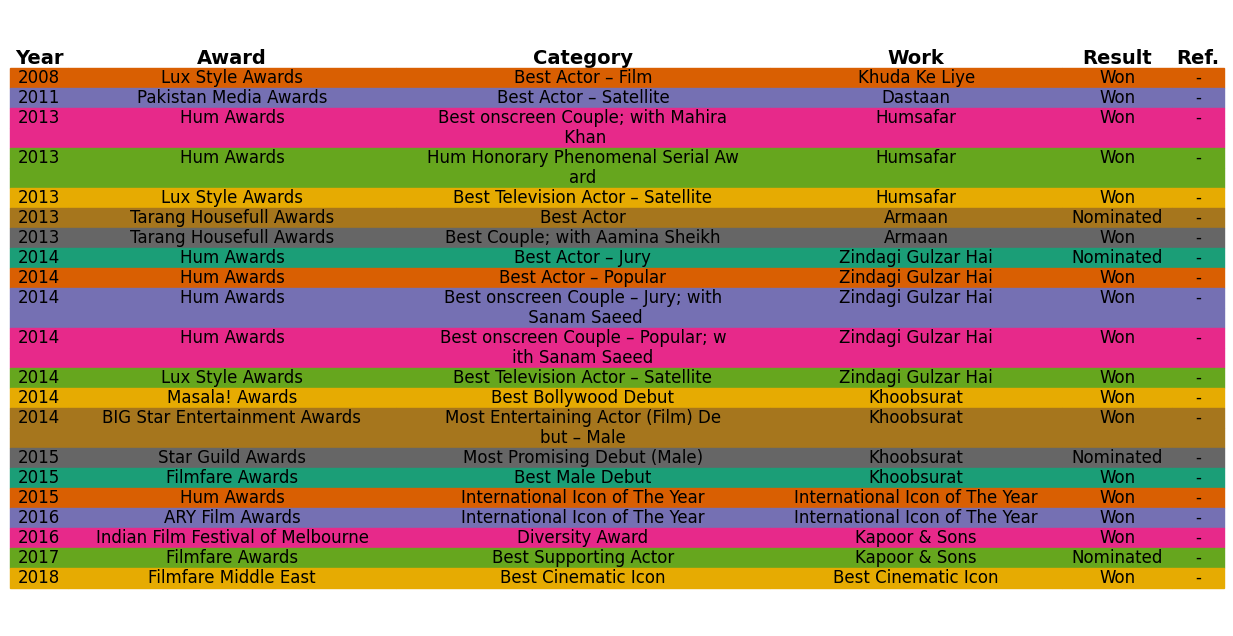 Year Award Category Work Result Ref.
2008 Lux Style Awards Best Actor – Film Khuda Ke Liye Won -
2011 Pakistan Media Awards Best Actor – Satellite Dastaan Won -
2013 Hum Awards Best onscreen Couple; with Mahira Humsafar Won -
Khan
2013 Hum Awards Hum Honorary Phenomenal Serial Aw Humsafar Won -
ard
2013 Lux Style Awards Best Television Actor – Satellite Humsafar Won -
2013 Tarang Housefull Awards Best Actor Armaan Nominated -
2013 Tarang Housefull Awards Best Couple; with Aamina Sheikh Armaan Won -
2014 Hum Awards Best Actor – Jury Zindagi Gulzar Hai Nominated -
2014 Hum Awards Best Actor – Popular Zindagi Gulzar Hai Won -
2014 Hum Awards Best onscreen Couple – Jury; with Zindagi Gulzar Hai Won -
Sanam Saeed
2014 Hum Awards Best onscreen Couple – Popular; w Zindagi Gulzar Hai Won -
ith Sanam Saeed
2014 Lux Style Awards Best Television Actor – Satellite Zindagi Gulzar Hai Won -
2014 Masala! Awards Best Bollywood Debut Khoobsurat Won -
2014 BIG Star Entertainment Awards Most Entertaining Actor (Film) De Khoobsurat Won -
but – Male
2015 Star Guild Awards Most Promising Debut (Male) Khoobsurat Nominated -
2015 Filmfare Awards Best Male Debut Khoobsurat Won -
2015 Hum Awards International Icon of The Year International Icon of The Year Won -
2016 ARY Film Awards International Icon of The Year International Icon of The Year Won -
2016 Indian Film Festival of Melbourne Diversity Award Kapoor & Sons Won -
2017 Filmfare Awards Best Supporting Actor Kapoor & Sons Nominated -
2018 Filmfare Middle East Best Cinematic Icon Best Cinematic Icon Won -